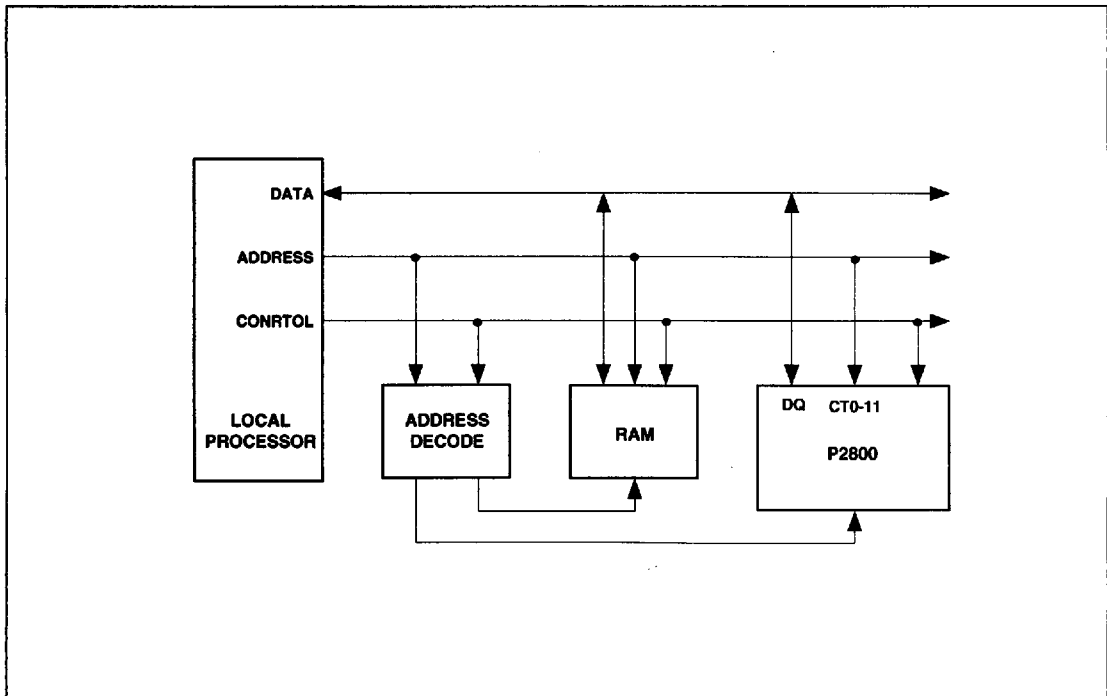 DATA
ADDRESS
CONRTOL
LOCAL
PROCESSOR
ADDRESS
DECODE
RAM
DQ CT0-11
P2800